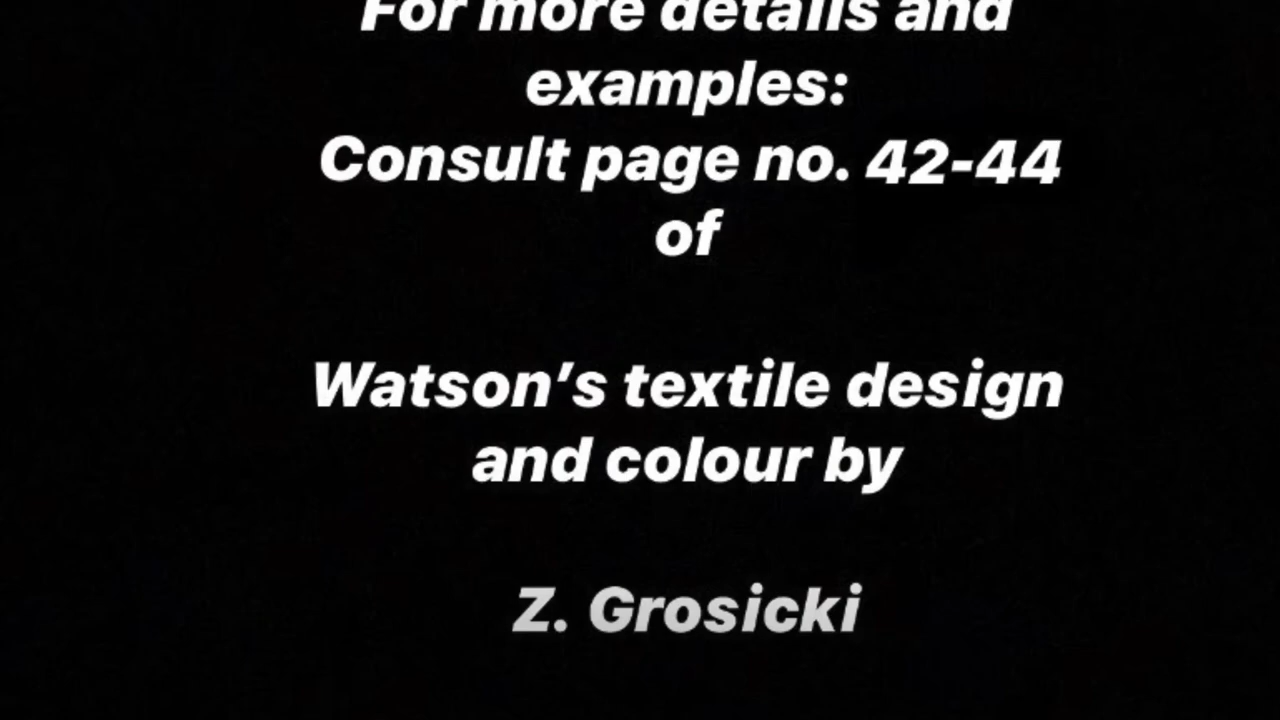 For more details and
examples:
Consult page no. 42-44
of
Watson’s textile design
and colour by
Z. Grosicki